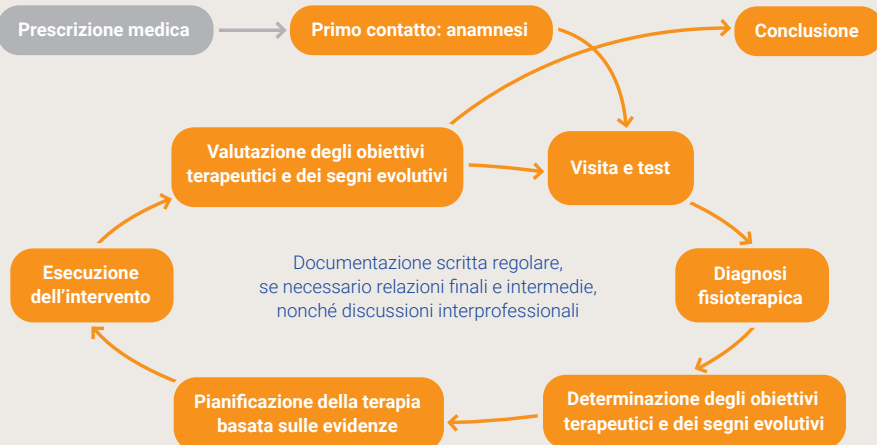 Prescrizione medica
Primo contatto: anamnesi
Conclusione
Valutazione degli obiettivi
terapeutici e dei segni evolutivi
Visita e test
Esecuzione
dell’intervento
Documentazione scritta regolare,
se necessario relazioni finali e intermedie,
nonché discussioni interprofessionali
Diagnosi
fisioterapica
Pianificazione della terapia
basata sulle evidenze
Determinazione degli obiettivi
terapeutici e dei segni evolutivi